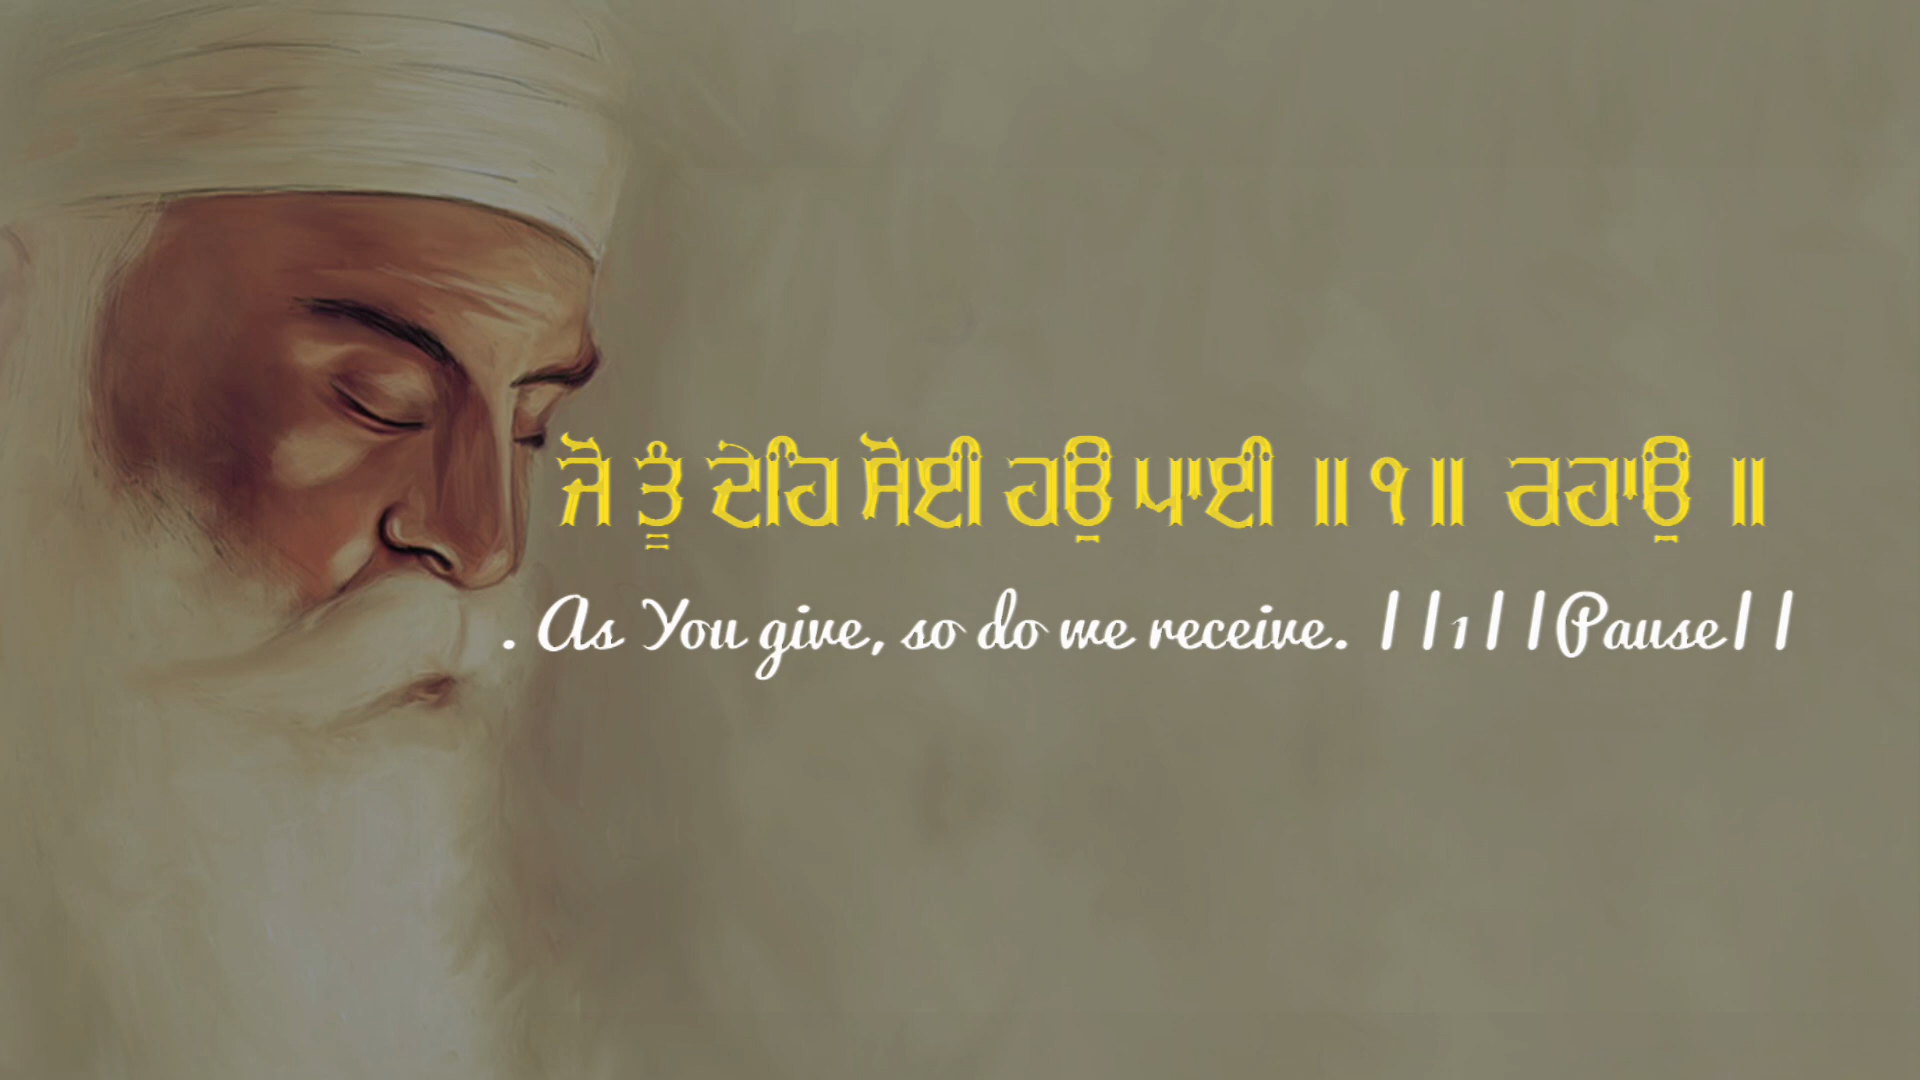 ਜੋ ਤੂੰ ਦੇਹਿ ਸੋਈ ਹਉ ਪਾਈ ॥੧॥ ਰਹਾਉ ॥
. As You give, so do we receive. ||1||Pause||